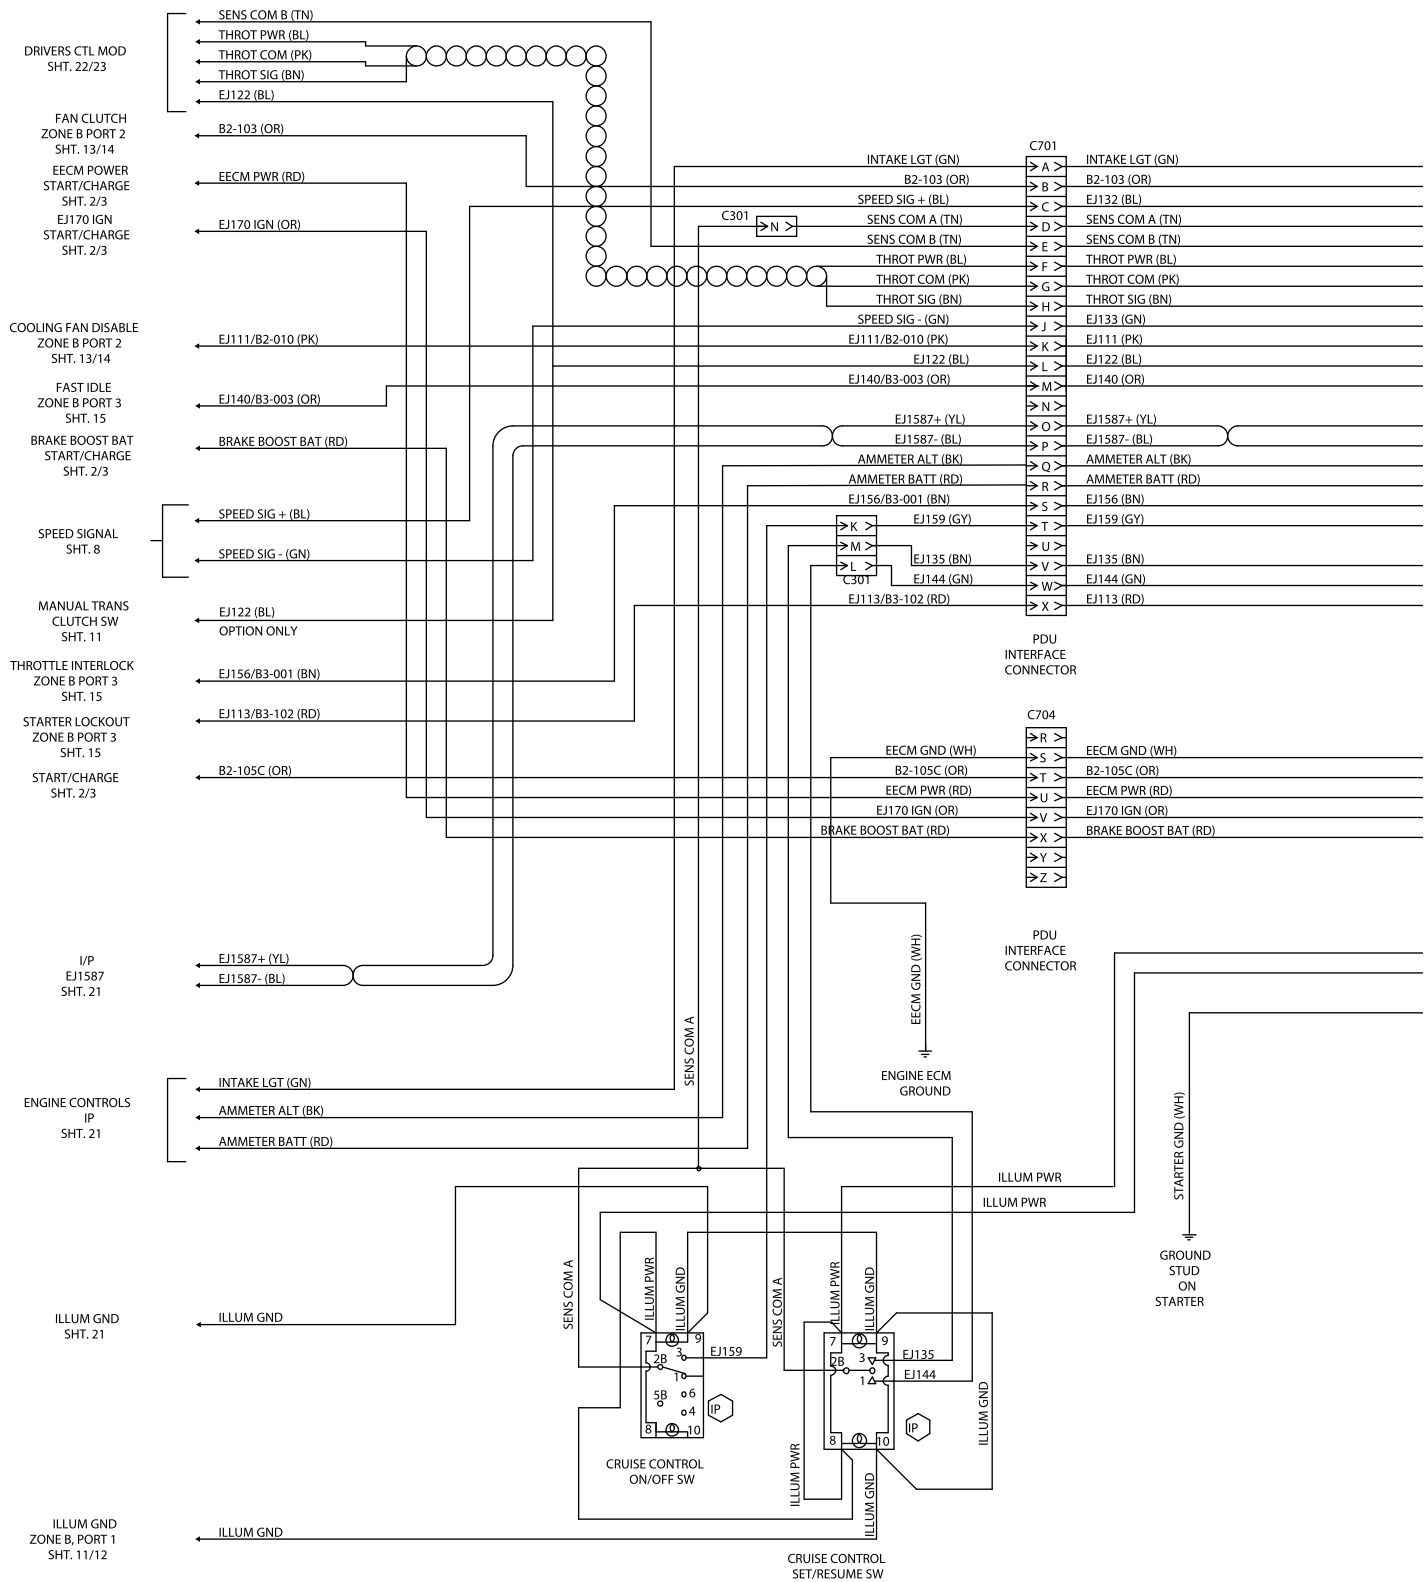 SENS COM B (TN)
THROT PWR (BL)
THROT COM (PK)
THROT SIG (BN)
EJ122 (BL)
DRIVERS CTL MOD
SHT. 22/23
FAN CLUTCH
ZONE B PORT 2
SHT. 13/14
B2-103 (OR)
EECM POWER
START/CHARGE
SHT. 2/3
EECM PWR (RD)
EJ170 IGN
START/CHARGE
SHT. 2/3
EJ170 IGN (OR)
COOLING FAN DISABLE
ZONE B PORT 2
SHT. 13/14
EJ111/B2-010 (PK)
FAST IDLE
ZONE B PORT 3
SHT. 15
EJ140/B3-003 (OR)
BRAKE BOOST BAT
START/CHARGE
SHT. 2/3
BRAKE BOOST BAT (RD)
SPEED SIGNAL
SHT. 8
SPEED SIG + (BL)
SPEED SIG - (GN)
MANUAL TRANS
CLUTCH SW
SHT. 11
EJ122 (BL)
OPTION ONLY
THROTTLE INTERLOCK
ZONE B PORT 3
SHT. 15
EJ156/B3-001 (BN)
STARTER LOCKOUT
ZONE B PORT 3
SHT. 15
EJ113/B3-102 (RD)
START/CHARGE
SHT. 2/3
B2-105C (OR)
I/P
EJ1587
SHT. 21
EJ1587+ (YL)
EJ1587- (BL)
ENGINE CONTROLS
IP
SHT. 21
INTAKE LGT (GN)
AMMETER ALT (BK)
AMMETER BATT (RD)
ILLUM GND
SHT. 21
ILLUM GND
ILLUM GND
ZONE B, PORT 1
SHT. 11/12
ILLUM GND
C701
INTAKE LGT (GN) A INTAKE LGT (GN)
B2-103 (OR) B B2-103 (OR)
SPEED SIG + (BL) C EJ132 (BL)
C301 N SENS COM A (TN) D SENS COM A (TN)
SENS COM B (TN) E SENS COM B (TN)
THROT PWR (BL) F THROT PWR (BL)
THROT COM (PK) G THROT COM (PK)
THROT SIG (BN) H THROT SIG (BN)
SPEED SIG - (GN) J EJ133 (GN)
EJ111/B2-010 (PK) K EJ111 (PK)
EJ122 (BL) L EJ122 (BL)
EJ140/B3-003 (OR) M EJ140 (OR)
N
EJ1587+ (YL) O EJ1587+ (YL)
EJ1587- (BL) P EJ1587- (BL)
AMMETER ALT (BK) Q AMMETER ALT (BK)
AMMETER BATT (RD) R AMMETER BATT (RD)
EJ156/B3-001 (BN) S EJ156 (BN)
K EJ159 (GY) T EJ159 (GY)
M U
L EJ135 (BN) V EJ135 (BN)
C301 EJ144 (GN) W EJ144 (GN)
EJ113/B3-102 (RD) X EJ113 (RD)
PDU
INTERFACE
CONNECTOR
C704
R
EECM GND (WH) S EECM GND (WH)
B2-105C (OR) T B2-105C (OR)
EECM PWR (RD) U EECM PWR (RD)
EJ170 IGN (OR) V EJ170 IGN (OR)
BRAKE BOOST BAT (RD) X BRAKE BOOST BAT (RD)
Y
Z
PDU
INTERFACE
CONNECTOR
EECM GND (WH)
ENGINE ECM
GROUND
SENS COM A
STARTER GND (WH)
GROUND
STUD
ON
STARTER
ILLUM PWR
ILLUM PWR
SENS COM A
ILLUM PWR
ILLUM GND
SENS COM A
ILLUM PWR
ILLUM GND
7
9
3
EJ159
2B
1
5B
6
4
8
10
IP
CRUISE CONTROL
ON/OFF SW
7
9
3
EJ135
2B
1
EJ144
8
10
IP
ILLUM GND
ILLUM PWR
ILLUM GND
CRUISE CONTROL
SET/RESUME SW